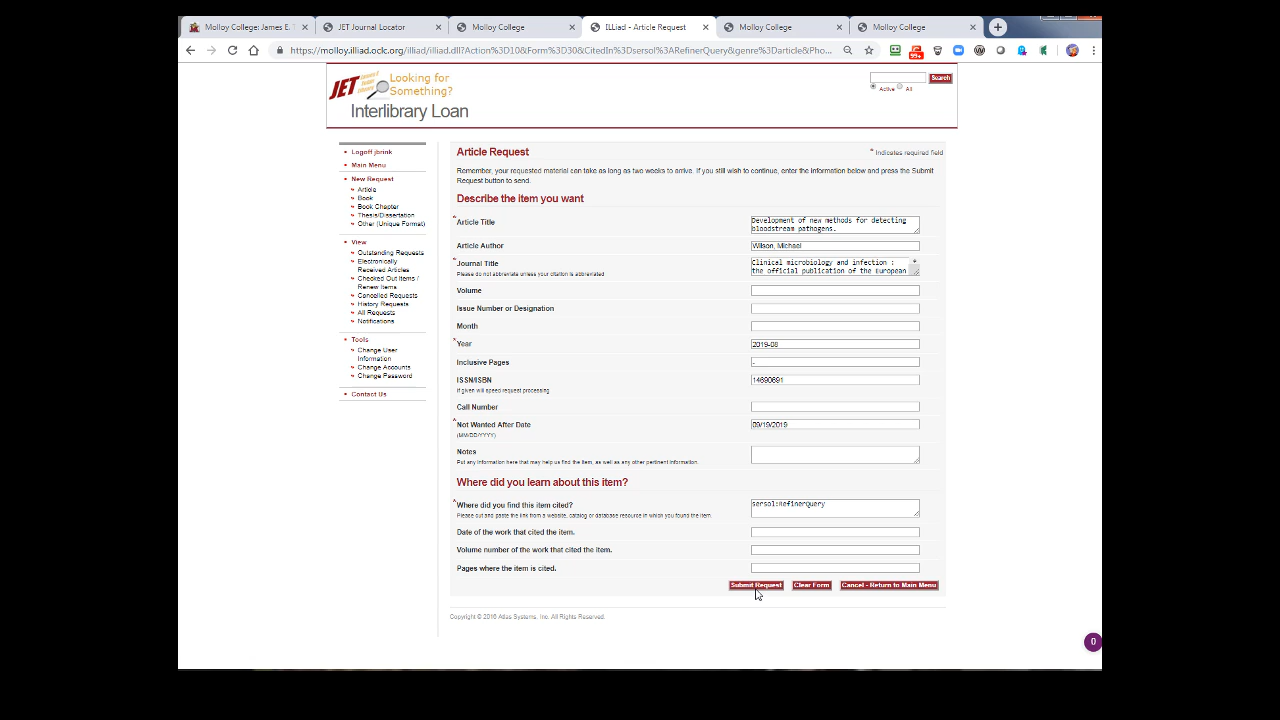 Molloy College: James E. T
JET Journal Locator
Molloy College
ILLiad - Article Request
Molloy College
Molloy College
https://molloy.illiad.oclc.org/illiad/illiad.dll?Action%3D10&Form%3D30&CitedIn%3Dsersol%3ARefinerQuery&genre%3Darticle&Pho...
99+
JET
Looking for
Something?
Interlibrary Loan
Search
Active
All
Logoff jbrink
Main Menu
New Request
Article
Book
Book Chapter
Thesis/Dissertation
Other (Unique Format)
View
Outstanding Requests
Electronically
Received Articles
Checked Out Items /
Renew Items
Cancelled Requests
History Requests
All Requests
Notifications
Tools
Change User
Information
Change Accounts
Change Password
Contact Us
Article Request
* Indicates required field
Remember, your requested material can take as long as two weeks to arrive. If you still wish to continue, enter the information below and press the Submit
Request button to send.
Describe the item you want
* Article Title
Development of new methods for detecting
bloodstream pathogens.
Article Author
Wilson, Michael
* Journal Title
Please do not abbreviate unless your citation is abbreviated
Clinical microbiology and infection :
the official publication of the European
Volume
Issue Number or Designation
Month
* Year
2019-08
Inclusive Pages
-
ISSN/ISBN
If given will speed request processing
14690691
Call Number
* Not Wanted After Date
(MM/DD/YYYY)
09/19/2019
Notes
Put any information here that may help us find the item, as well as any other pertinent information.
Where did you learn about this item?
* Where did you find this item cited?
Please cut and paste the link from a website, catalog or database resource in which you found the item.
sersol:RefinerQuery
Date of the work that cited the item.
Volume number of the work that cited the item.
Pages where the item is cited.
Submit Request
Clear Form
Cancel - Return to Main Menu
Copyright © 2016 Atlas Systems, Inc. All Rights Reserved.
0